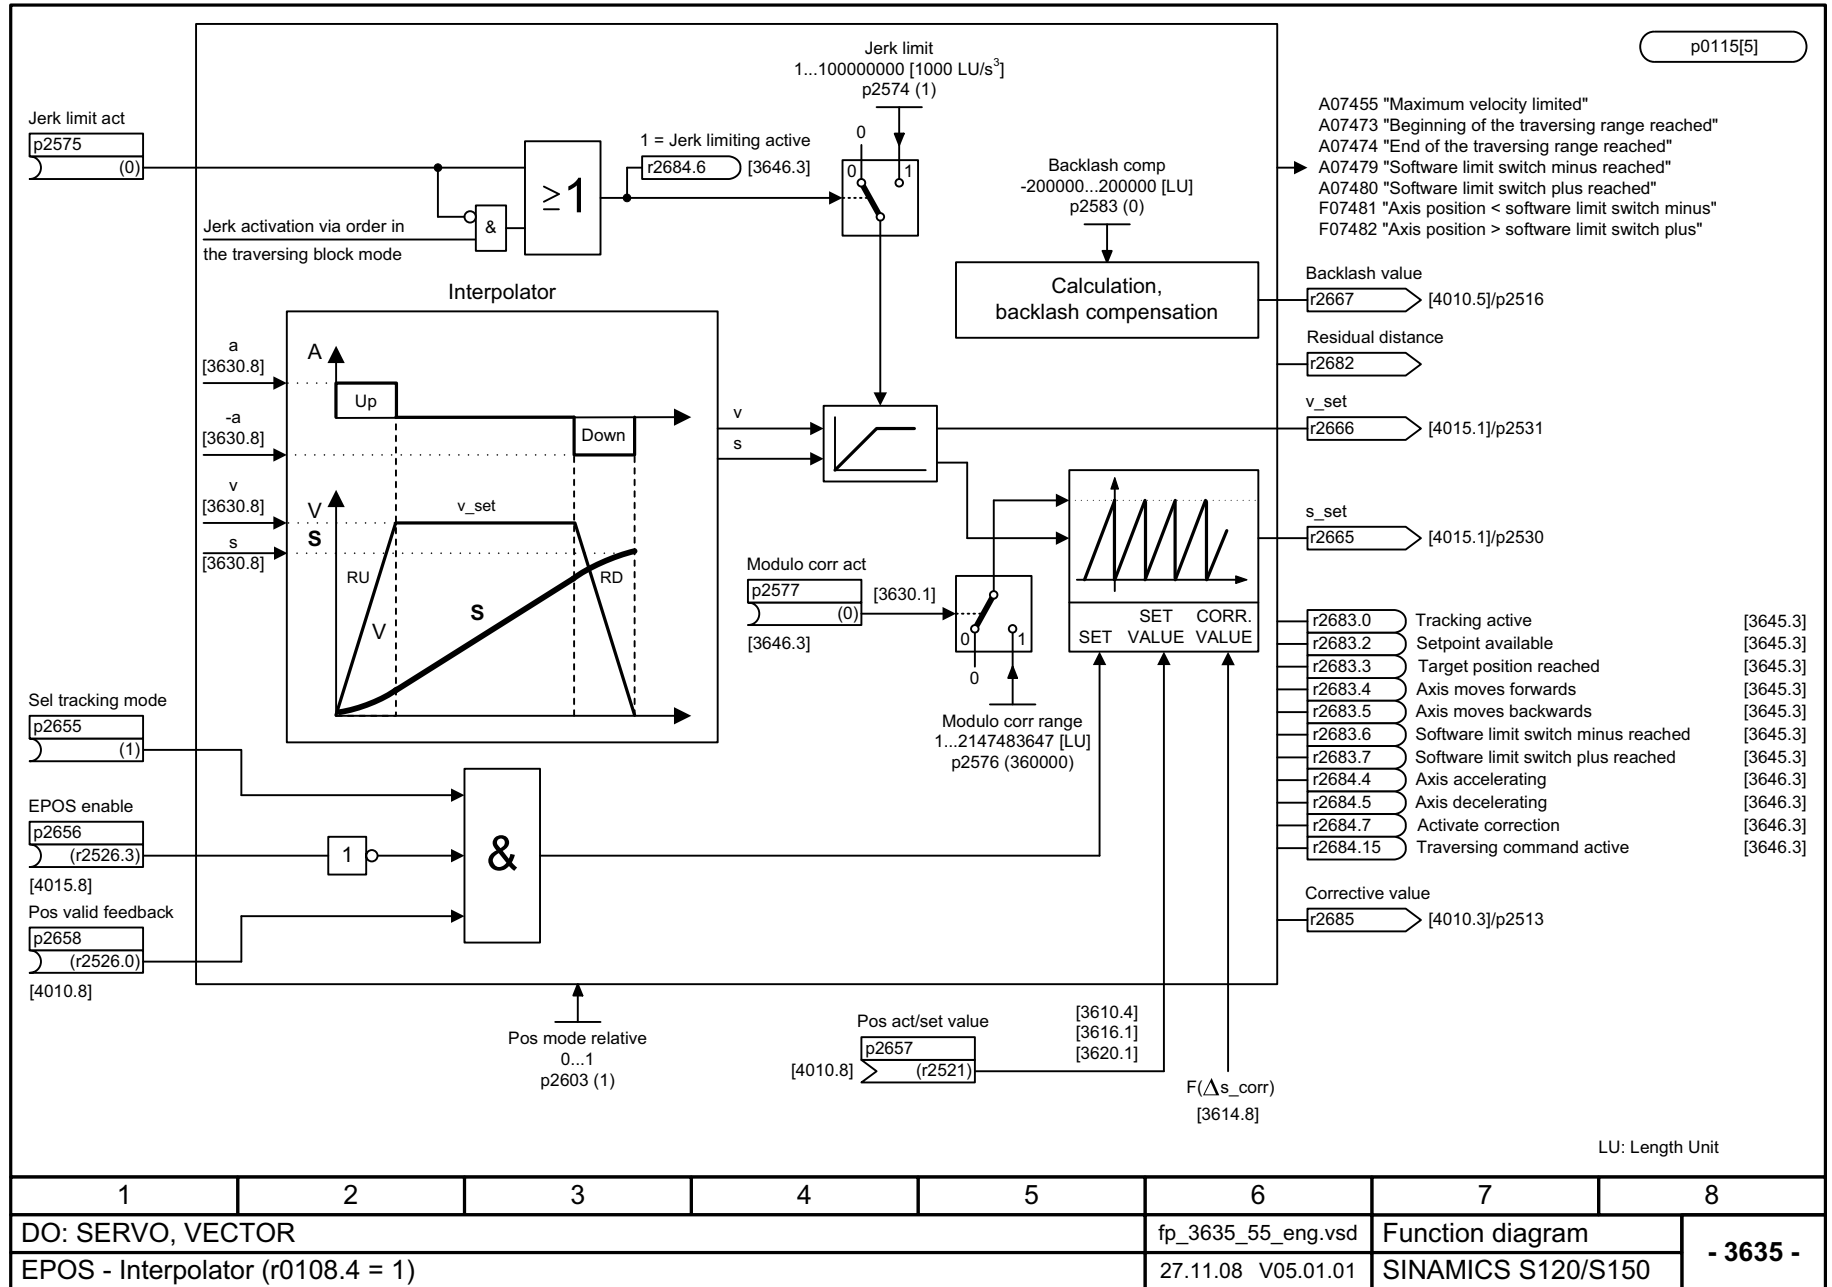 p0115[5]
Jerk limit
1...100000000 [1000 LU/s³]
p2574 (1)
A07455 "Maximum velocity limited"
A07473 "Beginning of the traversing range reached"
A07474 "End of the traversing range reached"
A07479 "Software limit switch minus reached"
A07480 "Software limit switch plus reached"
F07481 "Axis position < software limit switch minus"
F07482 "Axis position > software limit switch plus"
Jerk limit act
p2575
(0)
≥1
1 = Jerk limiting active
r2684.6
[3646.3]
0
0
1
&
Jerk activation via order in
the traversing block mode
Backlash comp
-200000...200000 [LU]
p2583 (0)
Calculation,
backlash compensation
Backlash value
r2667
[4010.5]/p2516
Residual distance
r2682
v_set
r2666
[4015.1]/p2531
s_set
r2665
[4015.1]/p2530
Interpolator
a
[3630.8]
-a
[3630.8]
v
[3630.8]
s
[3630.8]
A
Up
Down
V
S
v_set
RU
V
S
RD
v
s
Modulo corr act
p2577
(0)
[3646.3]
[3630.1]
0
1
0
Modulo corr range
1...2147483647 [LU]
p2576 (360000)
SET
SET
VALUE
CORR.
VALUE
r2683.0 Tracking active [3645.3]
r2683.2 Setpoint available [3645.3]
r2683.3 Target position reached [3645.3]
r2683.4 Axis moves forwards [3645.3]
r2683.5 Axis moves backwards [3645.3]
r2683.6 Software limit switch minus reached [3645.3]
r2683.7 Software limit switch plus reached [3645.3]
r2684.4 Axis accelerating [3646.3]
r2684.5 Axis decelerating [3646.3]
r2684.7 Activate correction [3646.3]
r2684.15 Traversing command active [3646.3]
Corrective value
r2685
[4010.3]/p2513
Sel tracking mode
p2655
(1)
EPOS enable
p2656
(r2526.3)
[4015.8]
1
&
Pos valid feedback
p2658
(r2526.0)
[4010.8]
Pos mode relative
0...1
p2603 (1)
Pos act/set value
p2657
(r2521)
[4010.8]
[3610.4]
[3616.1]
[3620.1]
F(Δs_corr)
[3614.8]
LU: Length Unit
1 2 3 4 5 6 7 8
DO: SERVO, VECTOR
fp_3635_55_eng.vsd
Function diagram
- 3635 -
EPOS - Interpolator (r0108.4 = 1)
27.11.08 V05.01.01
SINAMICS S120/S150